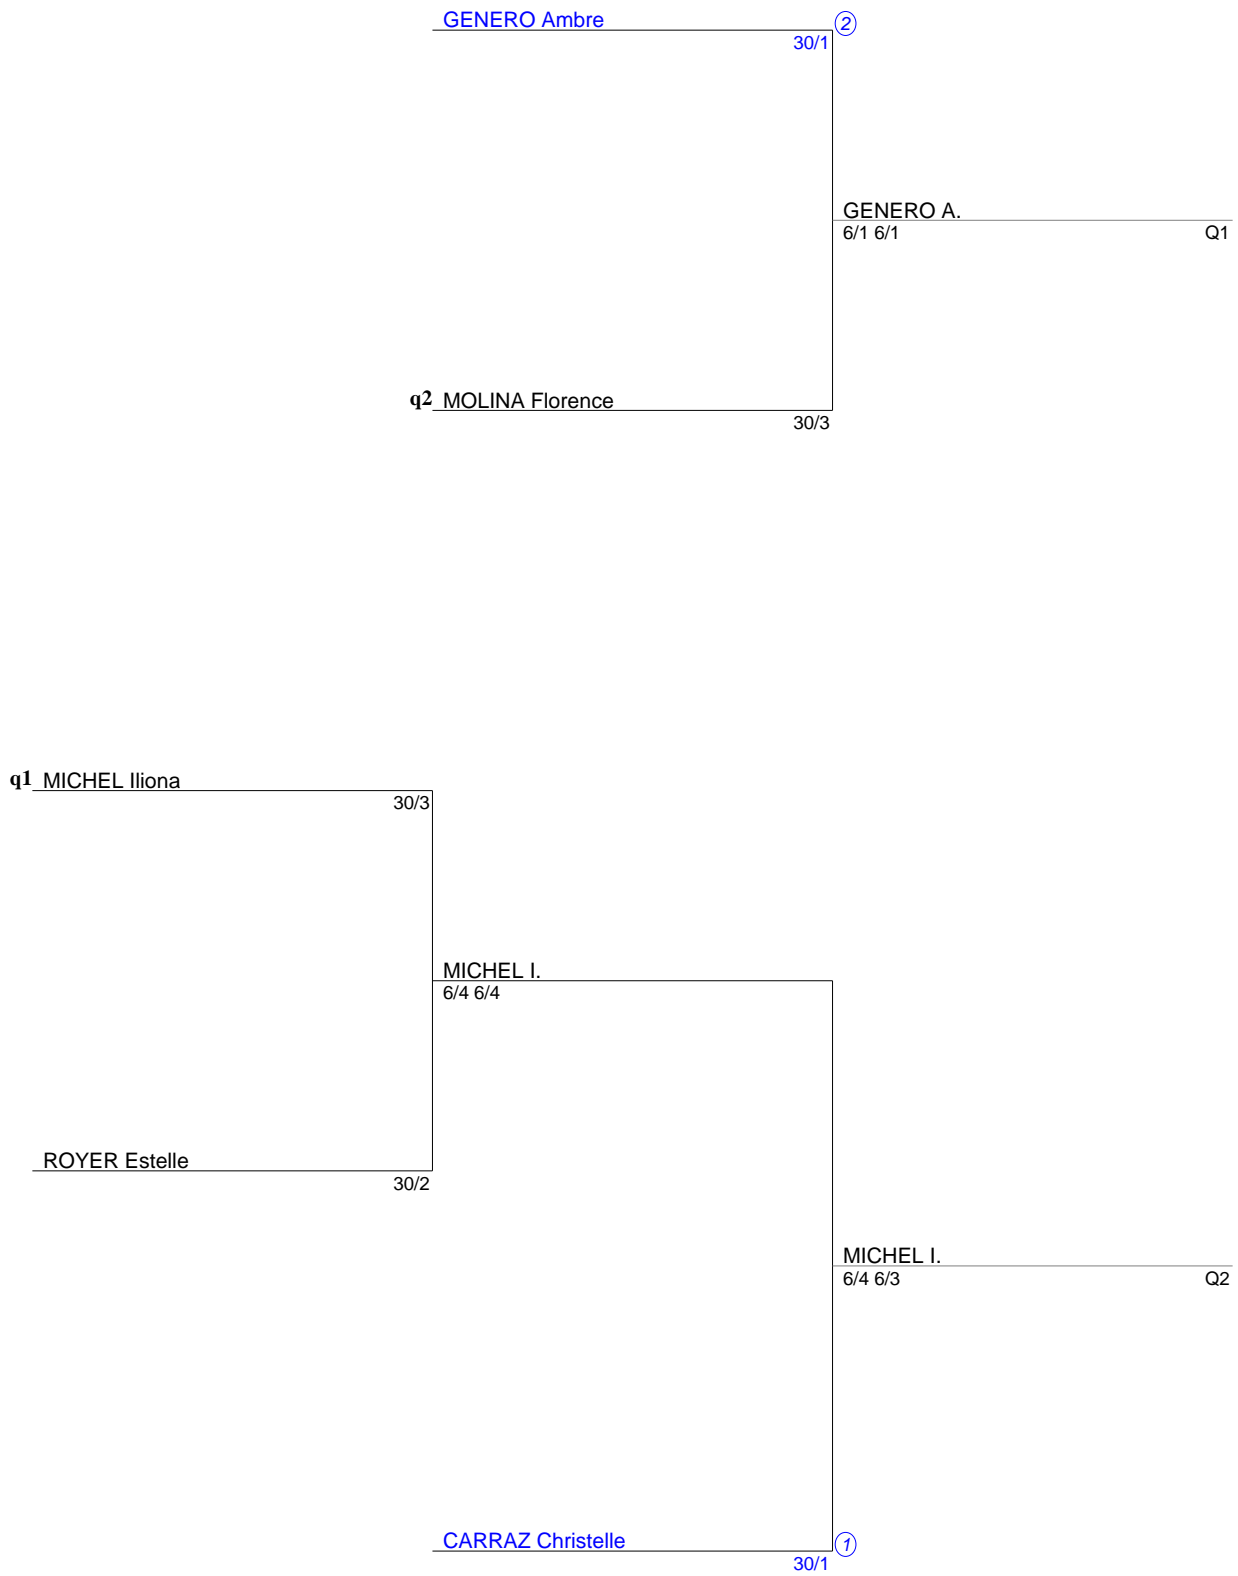 GENERO Ambre
2
30/1
GENERO A.
6/1 6/1
Q1
q2 MOLINA Florence
30/3
q1 MICHEL Iliona
30/3
MICHEL I.
6/4 6/4
ROYER Estelle
30/2
MICHEL I.
6/4 6/3
Q2
CARRAZ Christelle
1
30/1